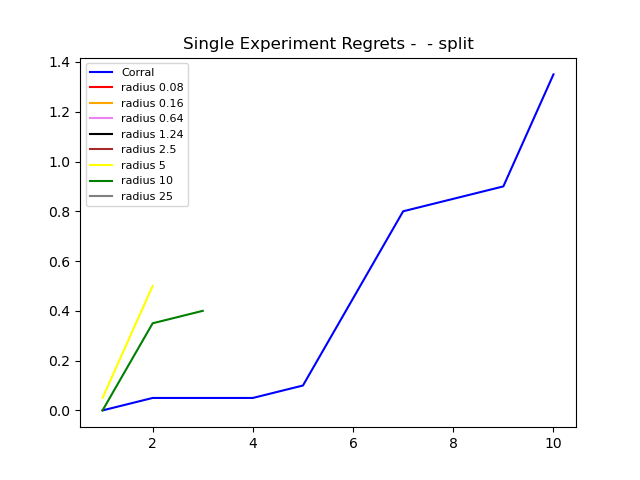 Single Experiment Regrets -  - split
1.4
1.2
1.0
0.8
0.6
0.4
0.2
0.0
Corral
radius 0.08
radius 0.16
radius 0.64
radius 1.24
radius 2.5
radius 5
radius 10
radius 25
2 4 6 8 10